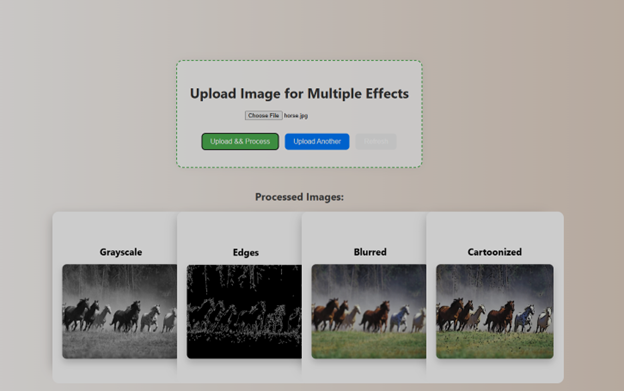 Upload Image for Multiple Effects
Choose File horse.jpg
Upload && Process Upload Another
Processed Images:
Grayscale Edges Blurred Cartoonized